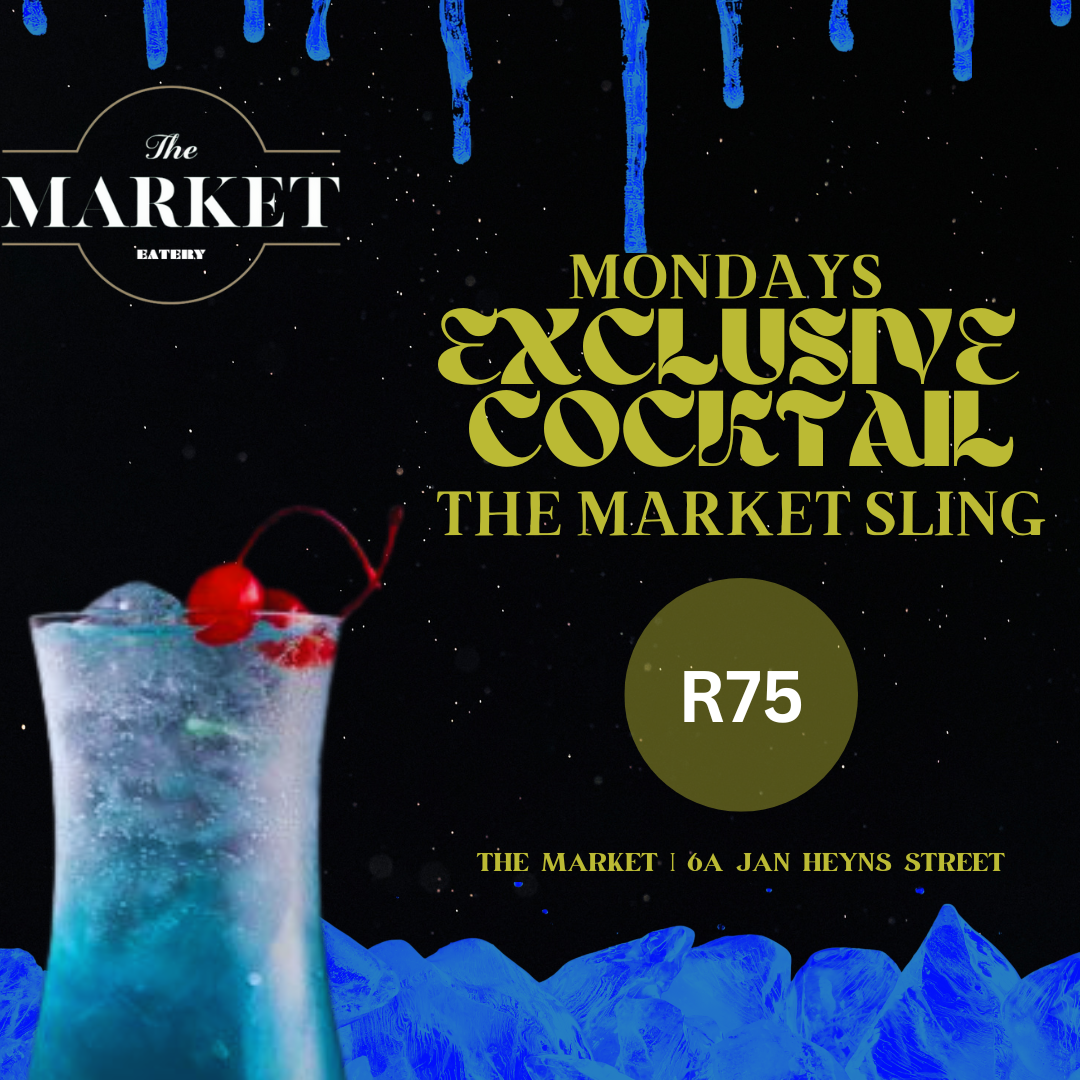 The
MARKET
EATERY
MONDAYS
EXCLUSIVE
COCKTAIL
THE MARKET SLING
R75
THE MARKET | 6A JAN HEYNS STREET